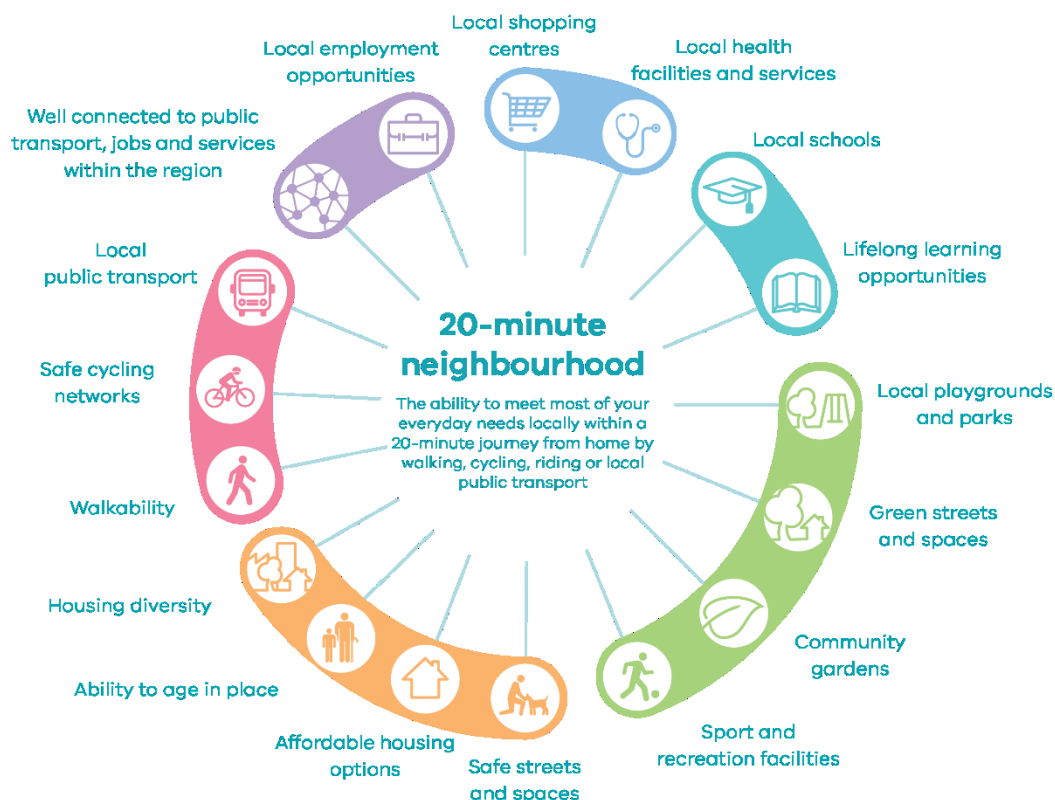 Local shopping
centres
Local health
facilities and services
Local schools
Lifelong learning
opportunities
Local playgrounds
and parks
Green streets
and spaces
Community
gardens
Sport and
recreation facilities
Safe streets
and spaces
Affordable housing
options
Ability to age in place
Housing diversity
Walkability
Safe cycling
networks
Local
public transport
Well connected to public
transport, jobs and services
within the region
Local employment
opportunities
20-minute
neighbourhood
The ability to meet most of your
everyday needs locally within a
20-minute journey from home by
walking, cycling, riding or local
public transport